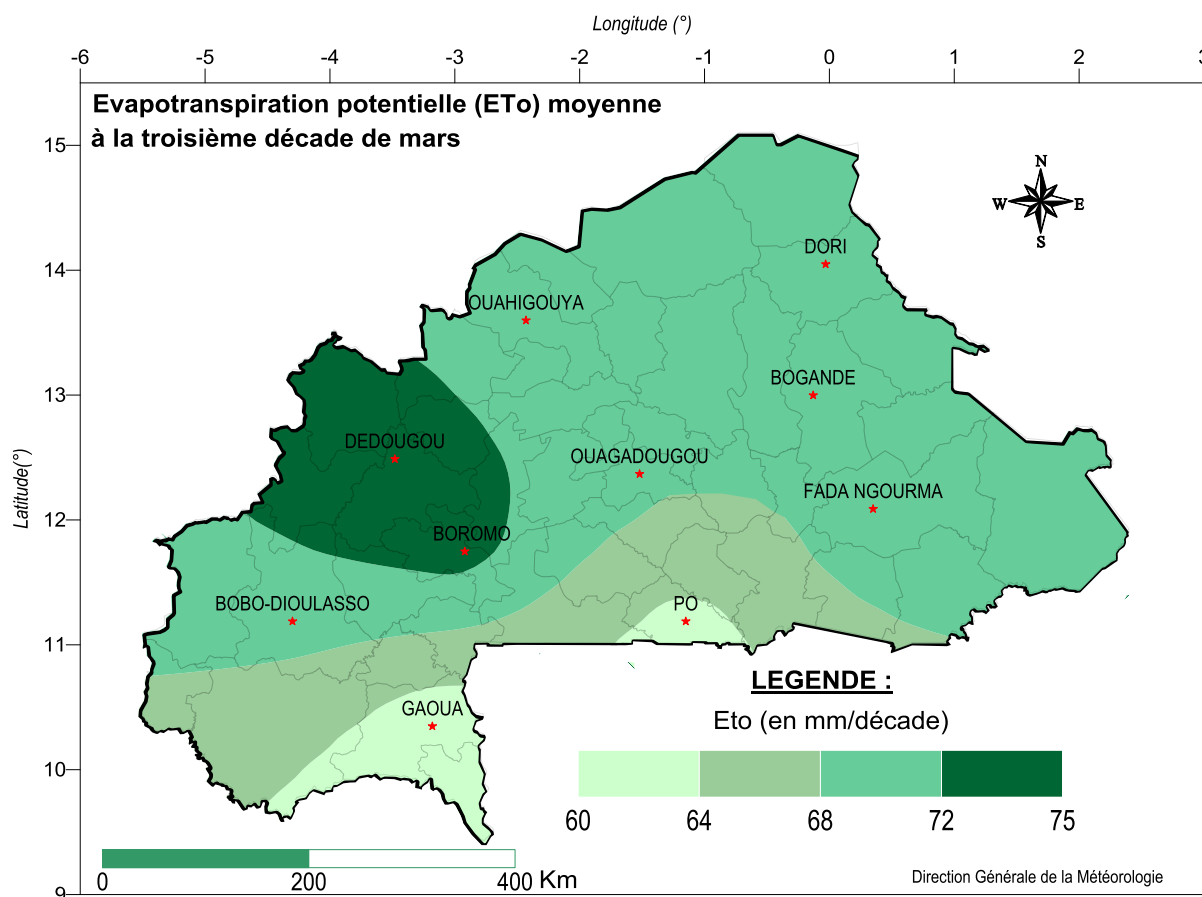 Longitude (°)
-6 -5 -4 -3 -2 -1 0 1 2 3
Evapotranspiration potentielle (ETo) moyenne
à la troisième décade de mars
15
N
W E
S
DORI
14
OUAHIGOUYA
13
BOGANDE
DEDOUGOU
OUAGADOUGOU
Latitude(°)
FADA NGOURMA
12
BOROMO
BOBO-DIOULASSO
PO
11
LEGENDE :
GAOUA
Eto (en mm/décade)
10
60 64 68 72 75
0 200 400 Km
Direction Générale de la Météorologie
9